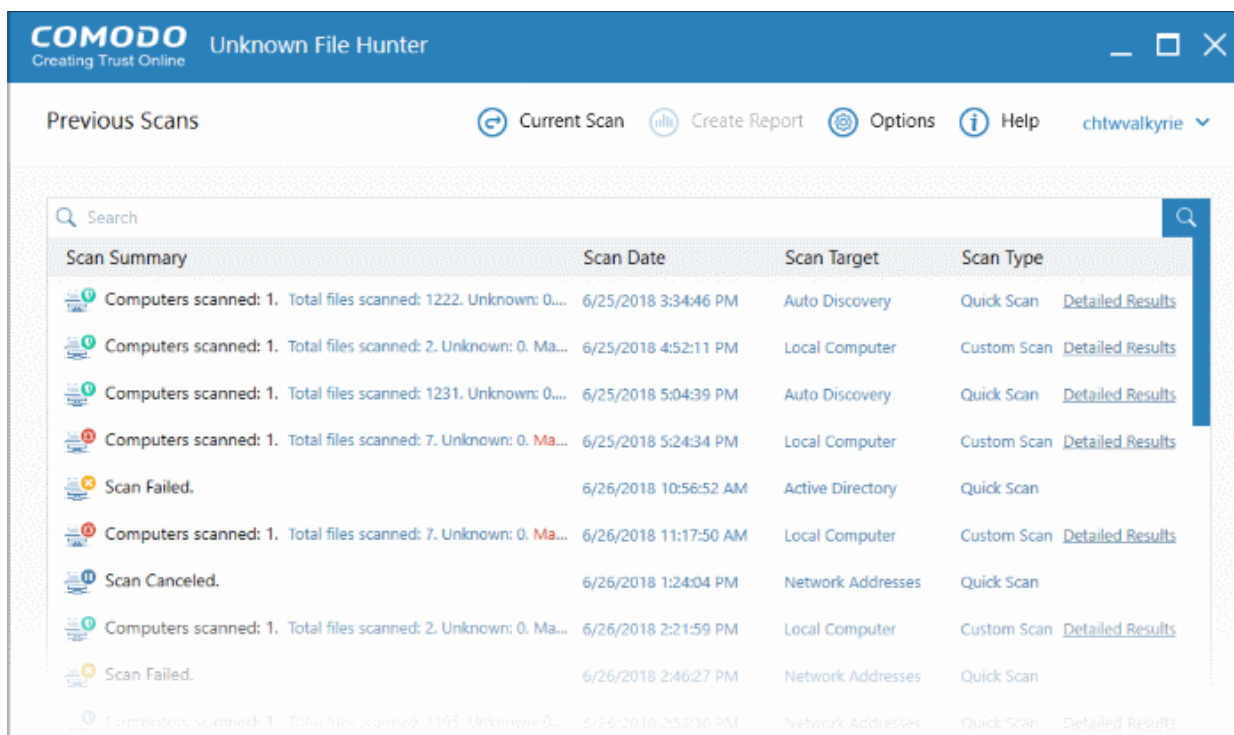 COMODO
Creating Trust Online
Unknown File Hunter
Previous Scans
Current Scan
Create Report
Options
Help
chtwvalkyrie
Search
Scan Summary Scan Date Scan Target Scan Type
Computers scanned: 1. Total files scanned: 1222. Unknown: 0.... 6/25/2018 3:34:46 PM Auto Discovery Quick Scan Detailed Results
Computers scanned: 1. Total files scanned: 2. Unknown: 0. Ma... 6/25/2018 4:52:11 PM Local Computer Custom Scan Detailed Results
Computers scanned: 1. Total files scanned: 1231. Unknown: 0.... 6/25/2018 5:04:39 PM Auto Discovery Quick Scan Detailed Results
Computers scanned: 1. Total files scanned: 7. Unknown: 0. Ma... 6/25/2018 5:24:34 PM Local Computer Custom Scan Detailed Results
Scan Failed. 6/26/2018 10:56:52 AM Active Directory Quick Scan
Computers scanned: 1. Total files scanned: 7. Unknown: 0. Ma... 6/26/2018 11:17:50 AM Local Computer Custom Scan Detailed Results
Scan Canceled. 6/26/2018 1:24:04 PM Network Addresses Quick Scan
Computers scanned: 1. Total files scanned: 2. Unknown: 0. Ma... 6/26/2018 2:21:59 PM Local Computer Custom Scan Detailed Results
Scan Failed. 6/26/2018 2:46:27 PM Network Addresses Quick Scan
Computers scanned: 1. Total files scanned: Unknown: 0... Network Addresses Quick Scan Detailed Results